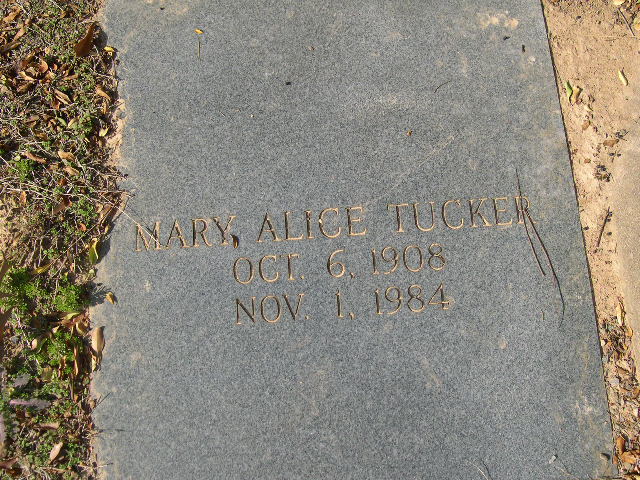 MARY ALICE TUCKER
OCT. 6, 1908
NOV. 1, 1984